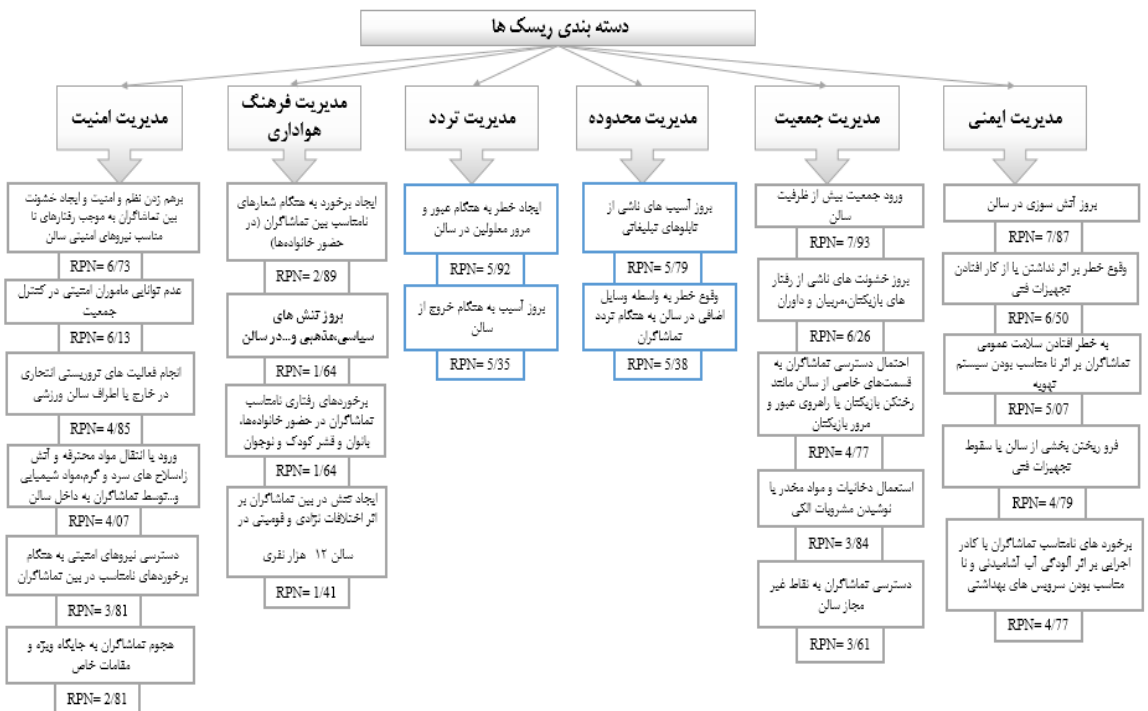 دسته بندی ریسک ها
مدیریت ایمنی
بروز آتش سوزی در سالن
RPN= 7/87
وقوع خطر بر اثر نداشتن یا از کار افتادن
تجهیزات فنی
RPN= 6/50
به خطر افتادن سلامت عمومی
تماشاگران بر اثر نا متاسب بودن سیستم
تهویه
RPN= 5/07
فرو ریختن بخشی از سالن یا سقوط
تجهیزات فنی
RPN= 4/79
برخورد های نامتاسب تماشاگران یا کادر
اجرایی بر اثر آلودگی آب آشامیدنی و نا
متاسب بودن سرویس های بهداشتی
RPN= 4/77
مدیریت جمعیت
ورود جمعیت بیش از ظرفیت
سالن
RPN= 7/93
بروز خشونت های ناشی از رفتار
های بازیکنان،مربیان و داوران
RPN= 6/26
احتمال دسترسی تماشاگران به
قسمت‌های خاصی از سالن مانند
رختکن بازیکنان یا راهروی عبور و
مرور بازیکنان
RPN= 4/77
استعمال دخانیات و مواد مخدر یا
نوشیدن مشروبات الکی
RPN= 3/84
دسترسی تماشاگران به نقاط غیر
مجاز سالن
RPN= 3/61
مدیریت محدوده
بروز آسیب های ناشی از
تابلوهای تبلیغاتی
RPN= 5/79
وقوع خطر به واسطه وسایل
اضافی در سالن به هنگام تردد
تماشاگران
RPN= 5/38
مدیریت تردد
ایجاد خطر به هنگام عبور و
مرور معلولین در سالن
RPN= 5/92
بروز آسیب به هنگام خروج از
سالن
RPN= 5/35
مدیریت فرهنگ
هواداری
ایجاد برخورد به هنگام شعارهای
نامتاسب بین تماشاگران (در
حضور خانواده‌ها)
RPN= 2/89
بروز تنش های
سیاسی،مذهبی و...در سالن
RPN= 1/64
برخوردهای رفتاری نامتاسب
تماشاگران در حضور خانواده‌ها،
بانوان و قشر کودک و نوجوان
RPN= 1/64
ایجاد تنش در بین تماشاگران بر
اثر اختلافات نژادی و قومیتی در
سالن ۱۲ هزار نفری
RPN= 1/41
مدیریت امنیت
برهم زدن نظم و امنیت و ایجاد خشونت
بین تماشاگران به موجب رفتارهای نا
مناسب نیروهای امنیتی سالن
RPN= 6/73
عدم توانایی ماموران امنیتی در کنترل
جمعیت
RPN= 6/13
انجام فعالیت های تروریستی انتحاری
در خارج یا اطراف سالن ورزشی
RPN= 4/85
ورود یا انتقال مواد محترقه و آتش
زا،سلاح های سرد و گرم،مواد شیمیایی
و...توسط تماشاگران به داخل سالن
RPN= 4/07
دسترسی نیروهای امنیتی به هنگام
برخوردهای نامتاسب در بین تماشاگران
RPN= 3/81
هجوم تماشاگران به جایگاه ویژه و
مقامات خاص
RPN= 2/81